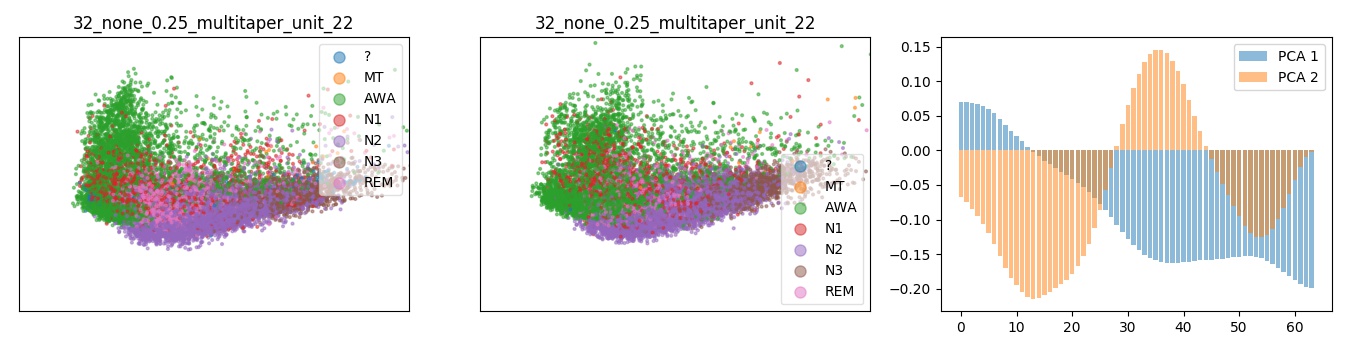 32_none_0.25_multitaper_unit_22
?
MT
AWA
N1
N2
N3
REM
32_none_0.25_multitaper_unit_22
?
MT
AWA
N1
N2
N3
REM
PCA 1
PCA 2
0.15
0.10
0.05
0.00
−0.05
−0.10
−0.15
−0.20
0 10 20 30 40 50 60